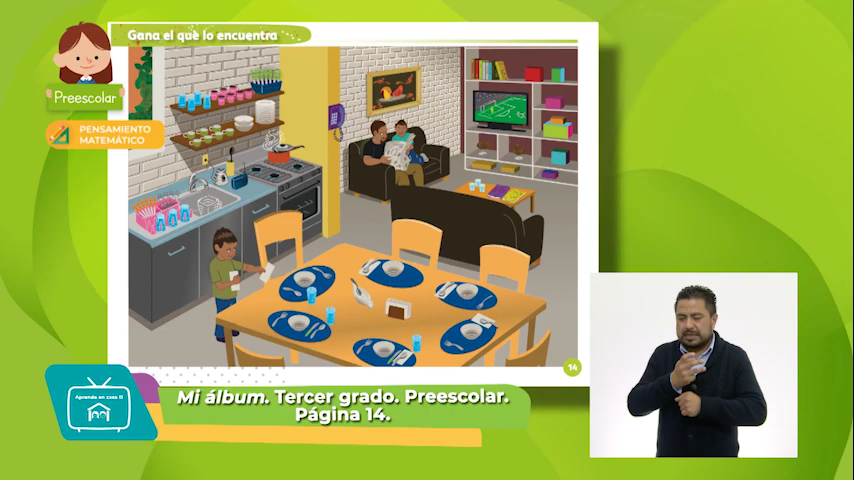 Gana el que lo encuentra
Preescolar
PENSAMIENTO
MATEMÁTICO
14
Aprende en casa II
Mi álbum. Tercer grado. Preescolar.
Página 14.